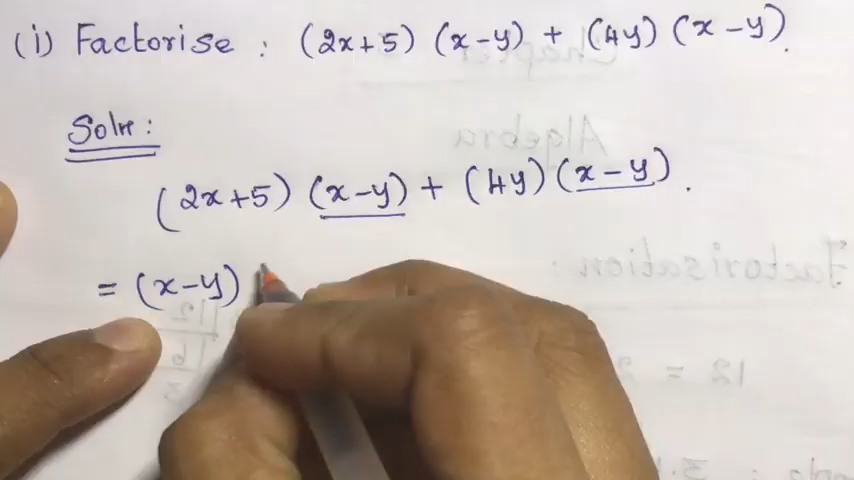 (i) Factorise : (2x+5) (x-y) + (4y) (x-y).
Soln:
(2x+5) (x-y) + (4y) (x-y).
= (x-y)